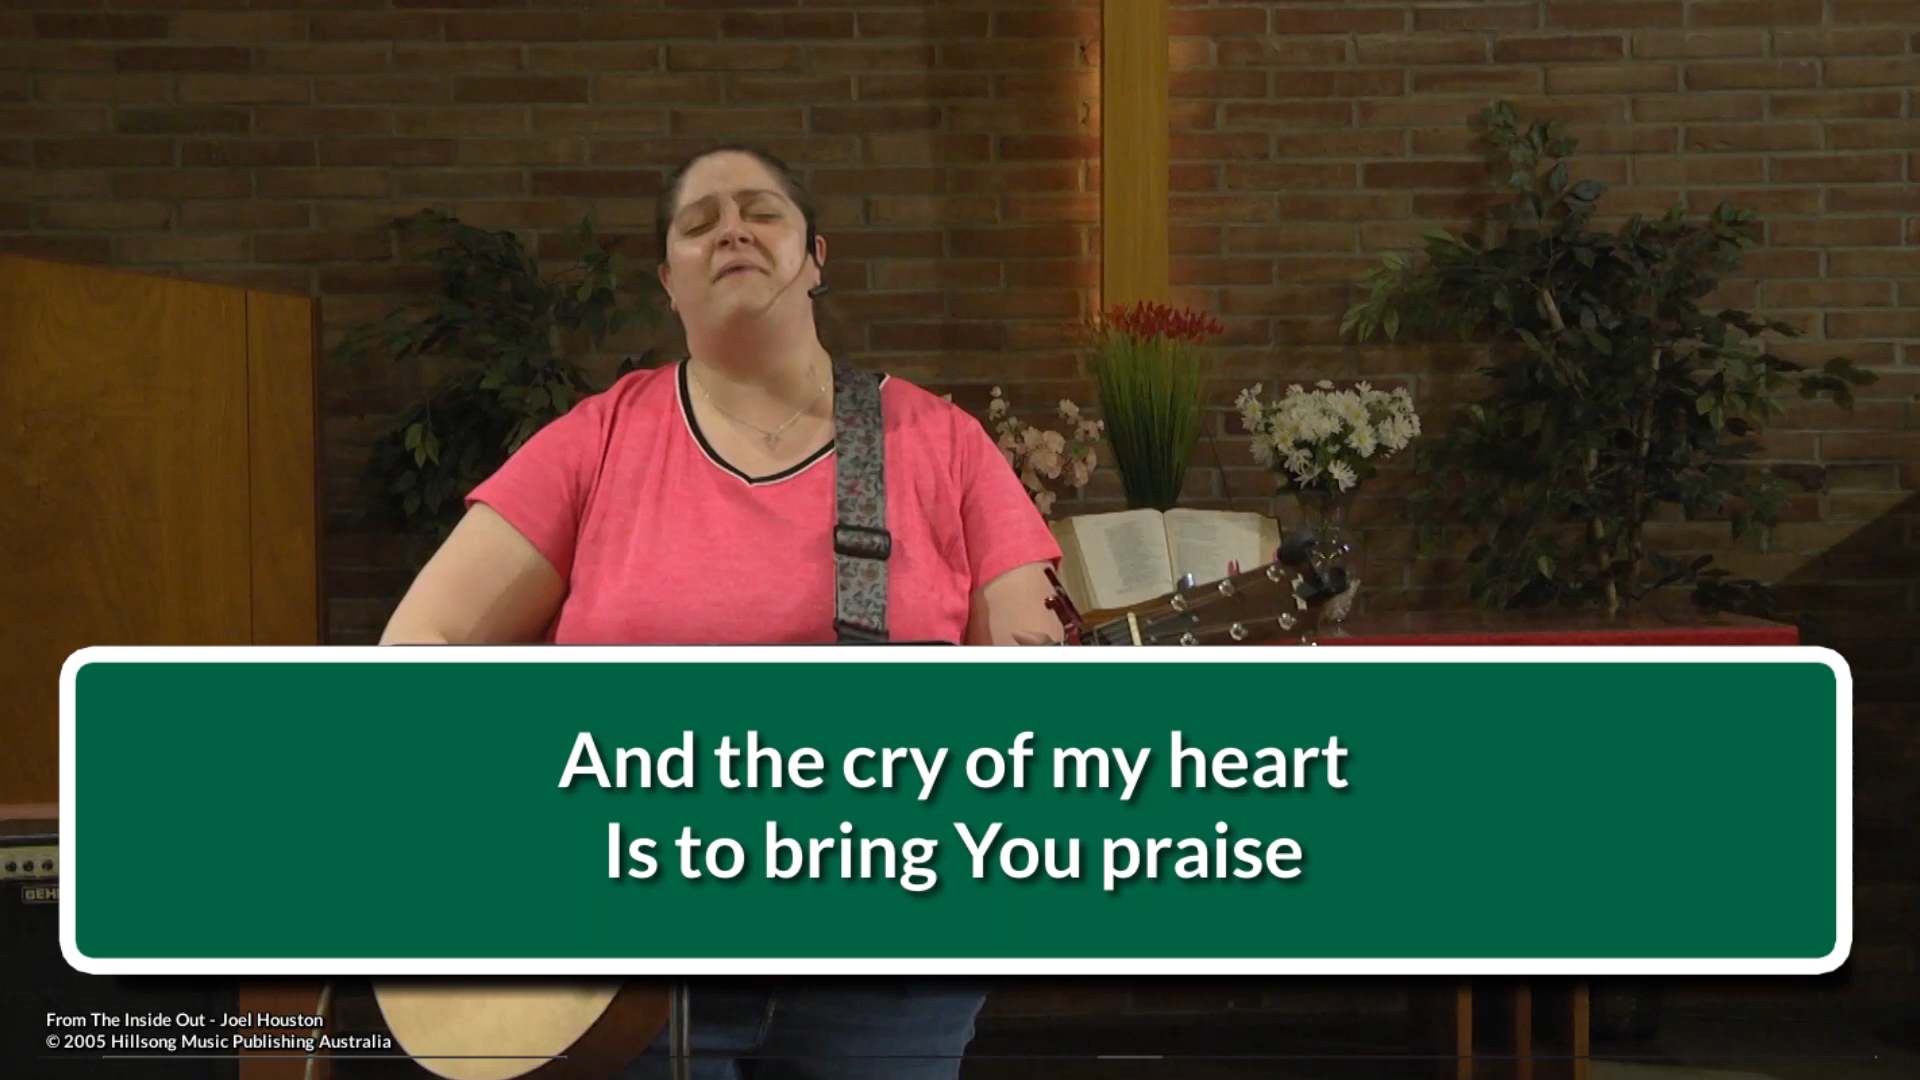 And the cry of my heart
Is to bring You praise
From The Inside Out - Joel Houston
© 2005 Hillsong Music Publishing Australia